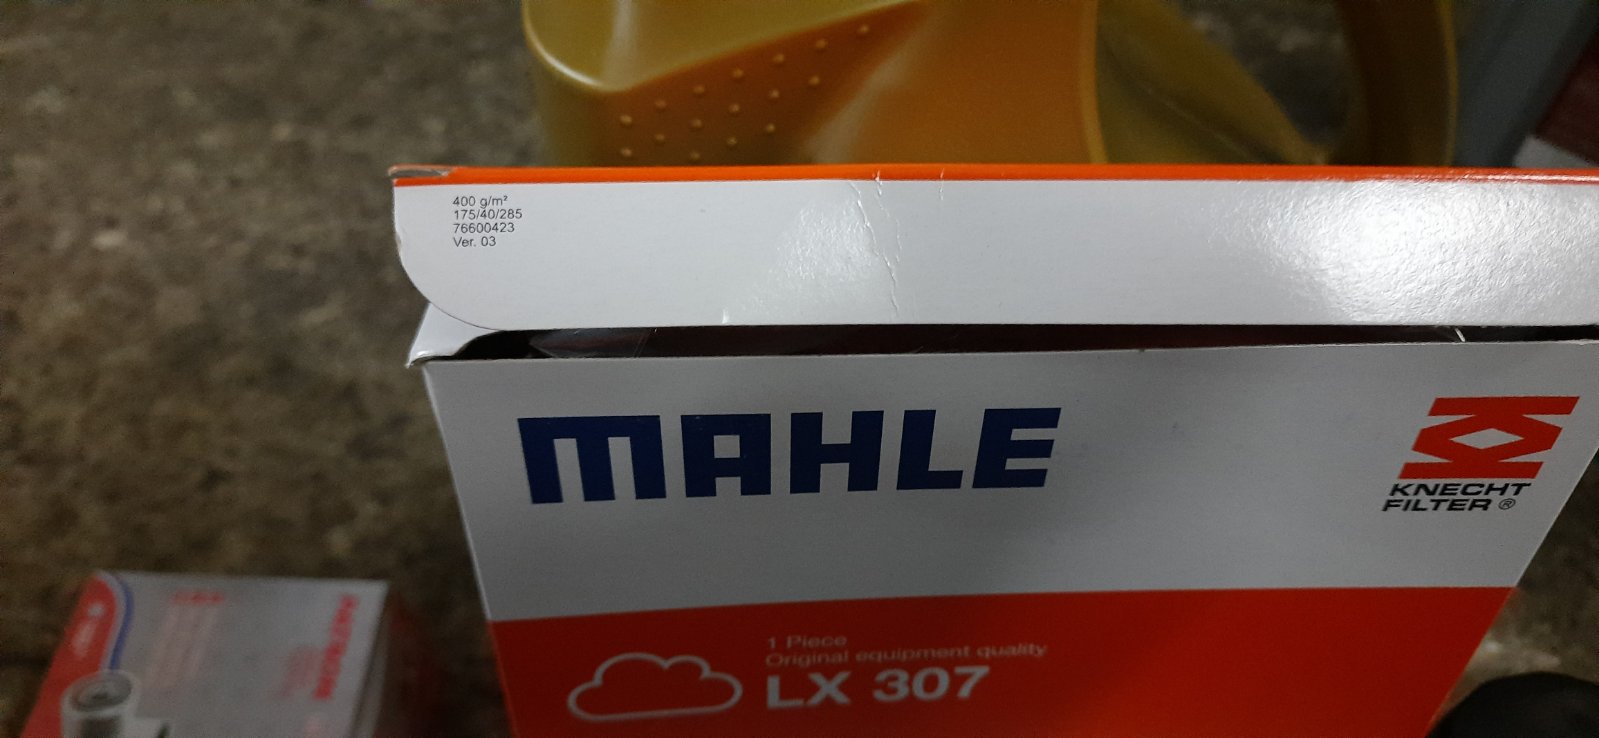 400 g/m²
175/40/285
76600423
Ver. 03
MAHLE
KNECHT
FILTER®
1 Piece
Original equipment quality
LX 307